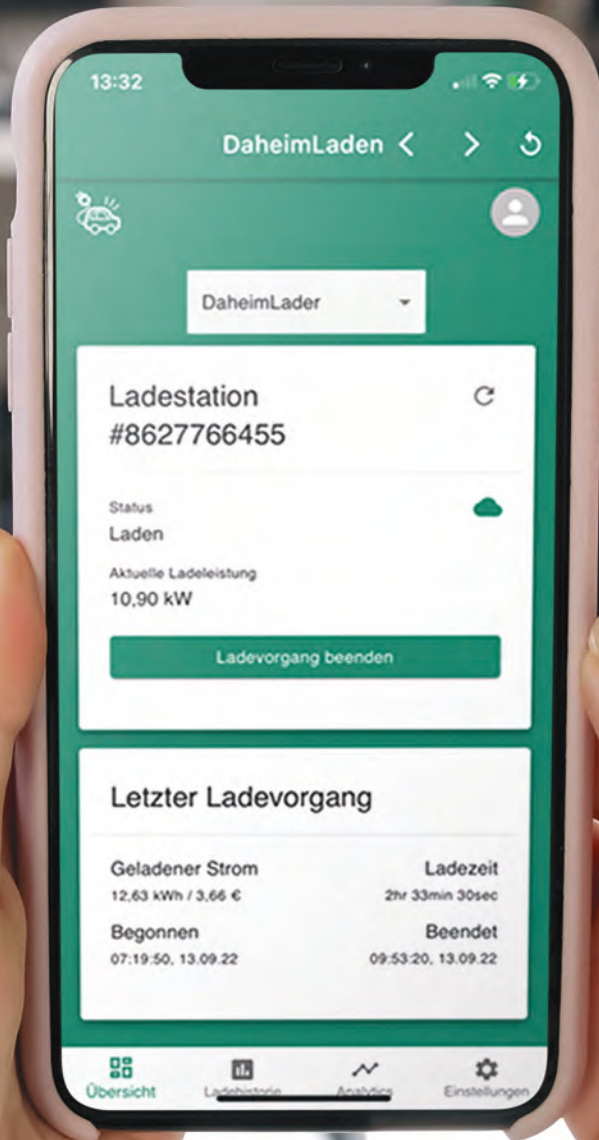 13:32
DaheimLaden
DaheimLader
Ladestation
#8627766455
Status
Laden
Aktuelle Ladeleistung
10,90 kW
Ladevorgang beenden
Letzter Ladevorgang
Geladener Strom Ladezeit
12,63 kWh / 3,66 € 2hr 33min 30sec
Begonnen Beendet
07:19:50, 13.09.22 09:53:20, 13.09.22
Übersicht Ladehistorie Analytics Einstellungen